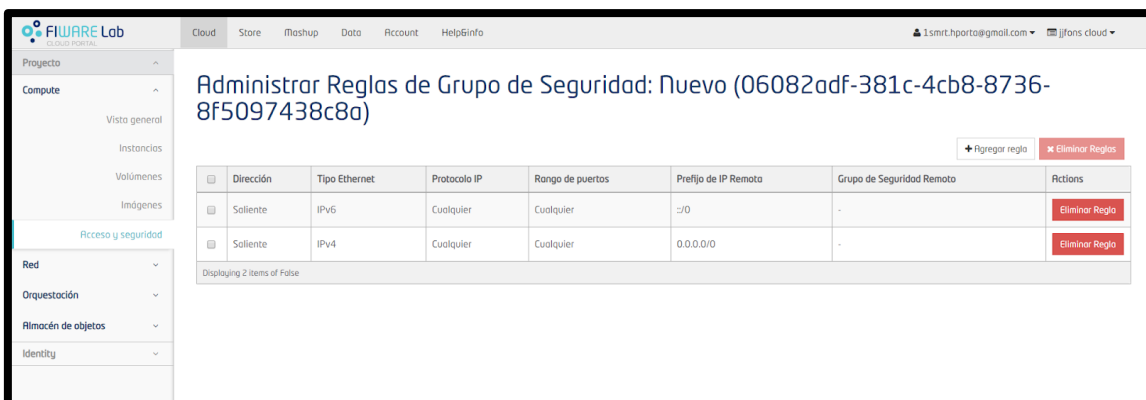 FIWARE Lab
CLOUD PORTAL
Cloud Store Mashup Data Account Help&info
1smrt.hporta@gmail.com jjfons cloud
Proyecto
Compute
Vista general
Instancias
Volúmenes
Imágenes
Acceso y seguridad
Red
Orquestación
Almacén de objetos
Identity
Administrar Reglas de Grupo de Seguridad: Nuevo (06082adf-381c-4cb8-8736-
8f5097438c8a)
+ Agregar regla × Eliminar Reglas
Dirección Tipo Ethernet Protocolo IP Rango de puertos Prefijo de IP Remota Grupo de Seguridad Remoto Actions
Saliente IPv6 Cualquier Cualquier ::/0 - Eliminar Regla
Saliente IPv4 Cualquier Cualquier 0.0.0.0/0 - Eliminar Regla
Displaying 2 items of False